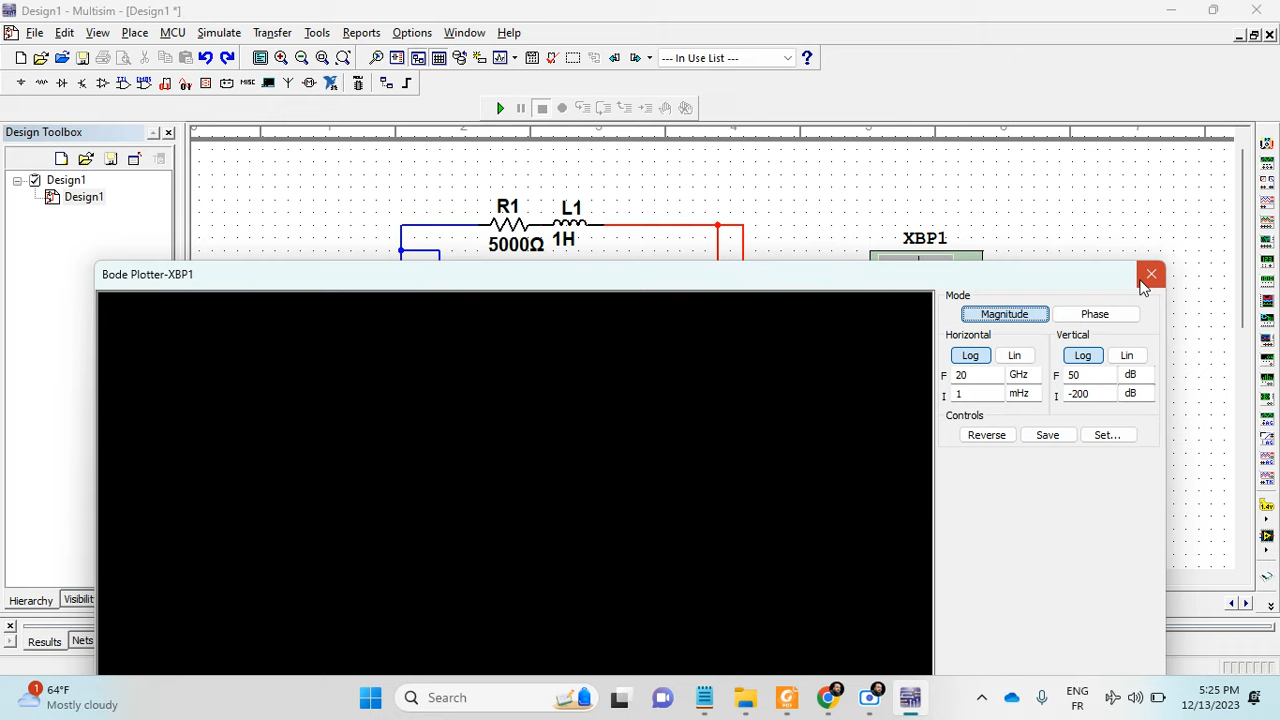 Design1 - Multisim - [Design1 *]
File Edit View Place MCU Simulate Transfer Tools Reports Options Window Help
--- In Use List ---
MISC
Design Toolbox
Design1
Design1
R1
5000Ω
L1
1H
XBP1
Bode Plotter-XBP1
Mode
Magnitude Phase
Horizontal Vertical
Log Lin Log Lin
F 20 GHz F 50 dB
I 1 mHz I -200 dB
Controls
Reverse Save Set...
Hierarchy Visibili
Results Nets
1
64°F
Mostly cloudy
Search
ENG
FR
5:25 PM
12/13/2023